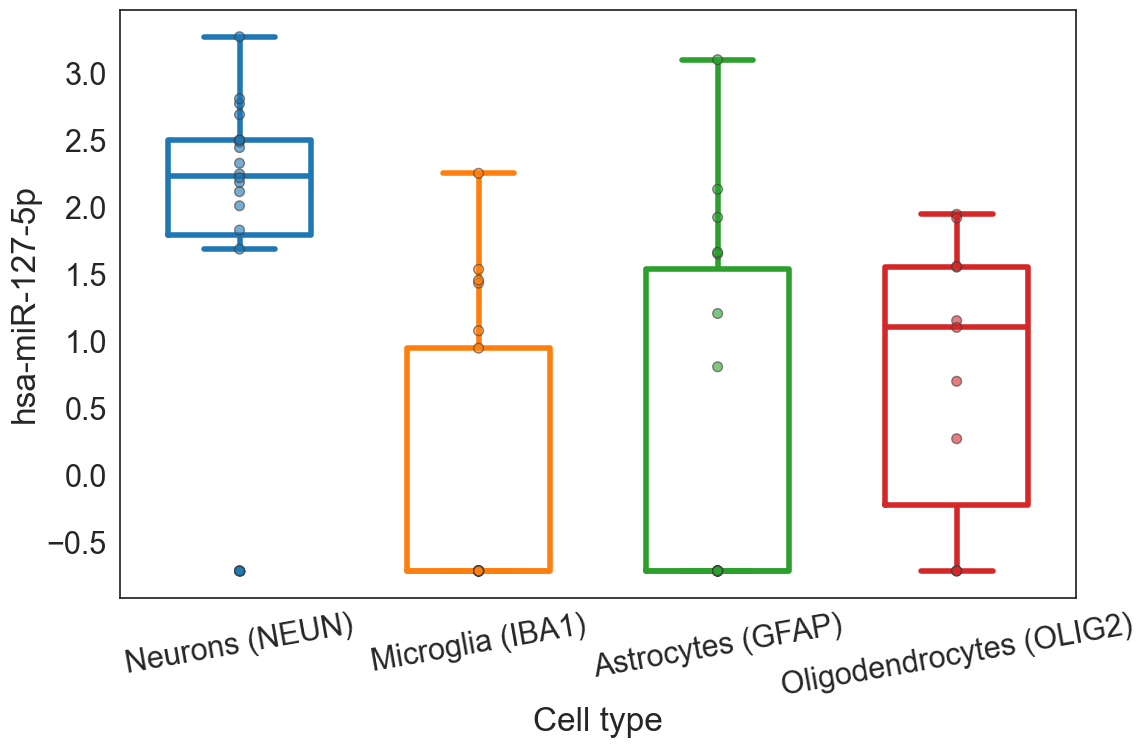 hsa-miR-127-5p
3.0
2.5
2.0
1.5
1.0
0.5
0.0
−0.5
Neurons (NEUN)
Microglia (IBA1)
Astrocytes (GFAP)
Oligodendrocytes (OLIG2)
Cell type